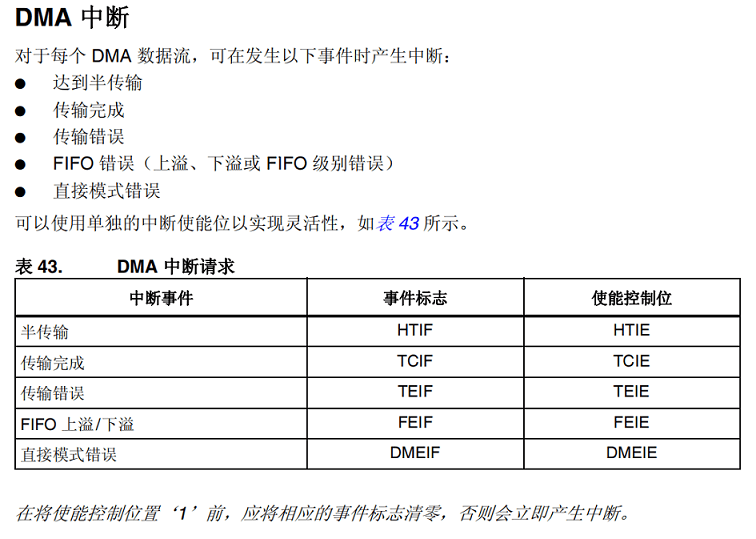 DMA 中断
对于每个 DMA 数据流，可在发生以下事件时产生中断：
● 达到半传输
● 传输完成
● 传输错误
● FIFO 错误（上溢、下溢或 FIFO 级别错误）
● 直接模式错误
可以使用单独的中断使能位以实现灵活性，如表 43 所示。
表 43. DMA 中断请求
中断事件 事件标志 使能控制位
半传输 HTIF HTIE
传输完成 TCIF TCIE
传输错误 TEIF TEIE
FIFO 上溢/下溢 FEIF FEIE
直接模式错误 DMEIF DMEIE
在将使能控制位置‘1’前，应将相应的事件标志清零，否则会立即产生中断。